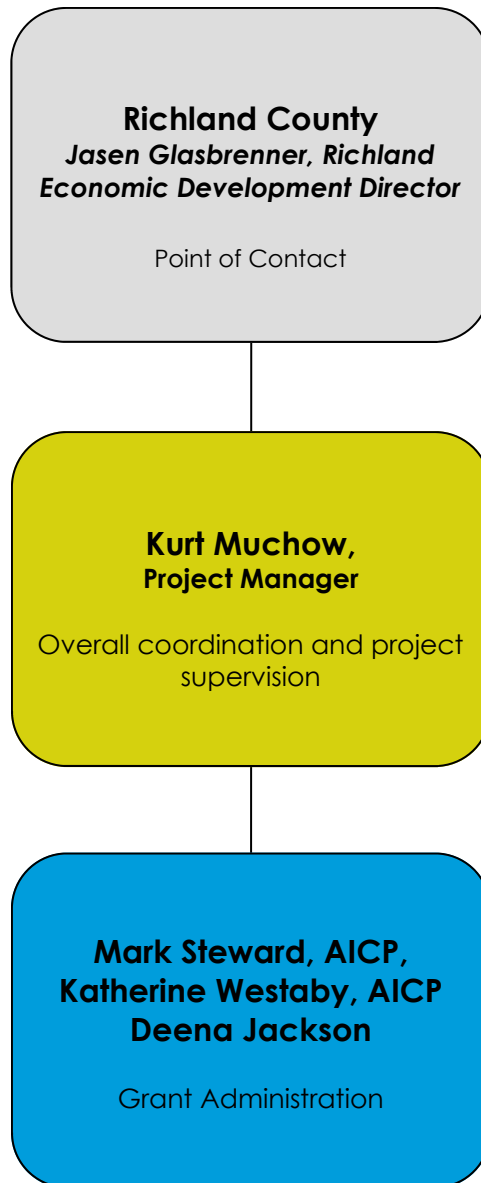 Richland County
Jasen Glasbrenner, Richland
Economic Development Director
Point of Contact
Kurt Muchow,
Project Manager
Overall coordination and project
supervision
Mark Steward, AICP,
Katherine Westaby, AICP
Deena Jackson
Grant Administration